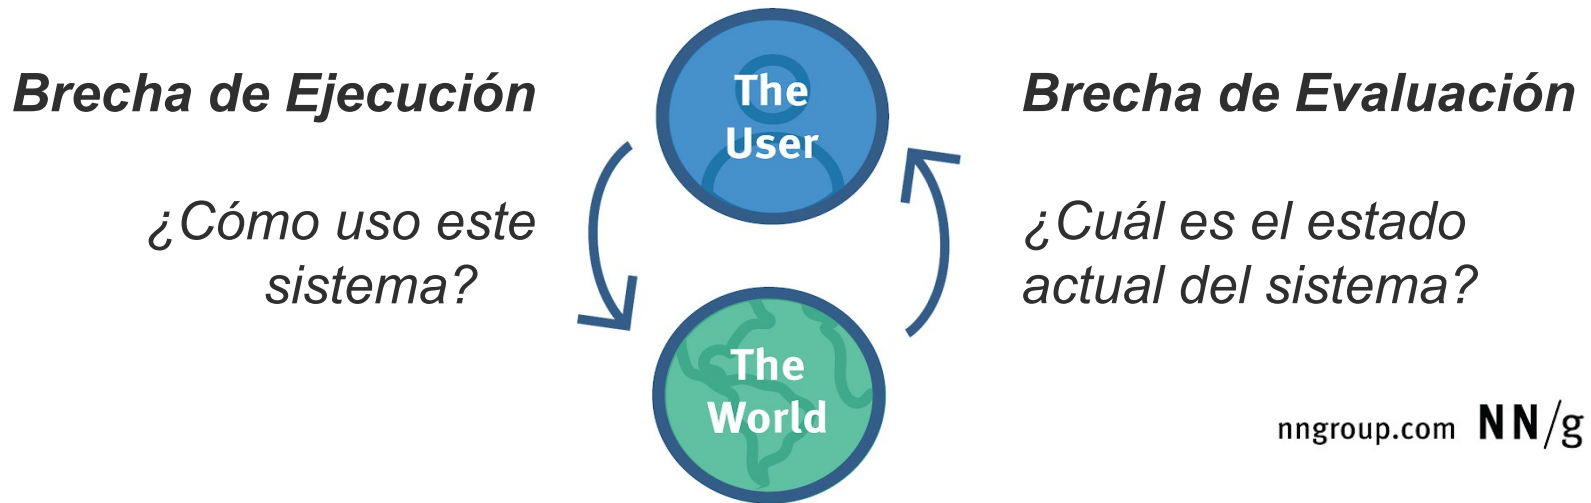 Brecha de Ejecución
¿Cómo uso este
sistema?
The
User
The
World
Brecha de Evaluación
¿Cuál es el estado
actual del sistema?
nngroup.com NN/g